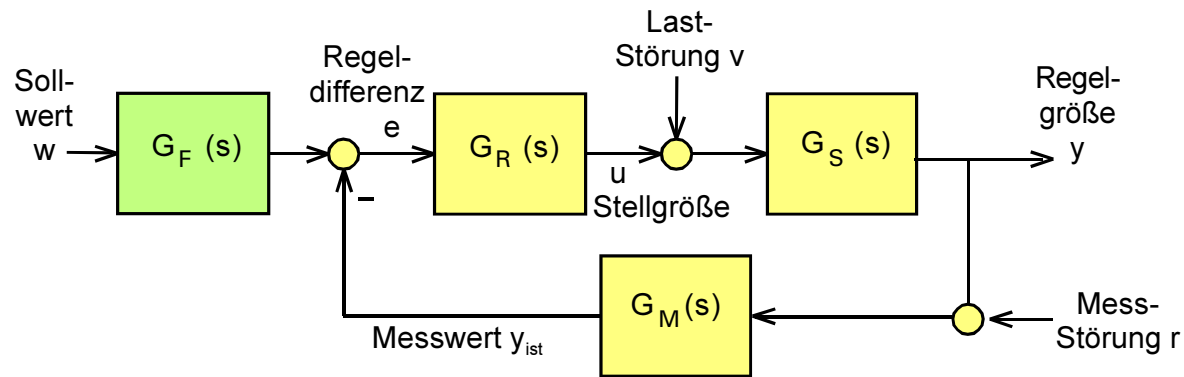 Soll-
wert
w
G_F (s)
Regel-
differenz
e
G_R (s)
Last-
Störung v
u
Stellgröße
G_S (s)
Regel-
größe
y
–
G_M (s)
Messwert y_ist
Mess-
Störung r